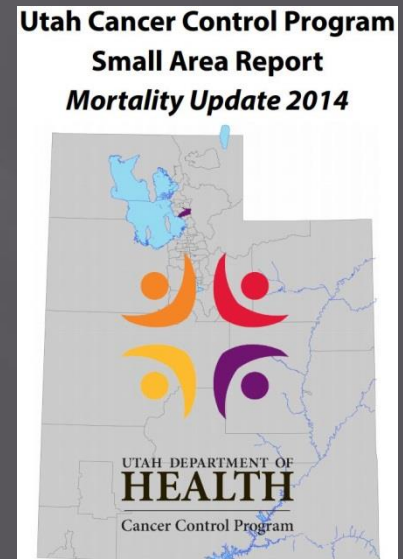 Utah Cancer Control Program
Small Area Report
Mortality Update 2014
UTAH DEPARTMENT OF
HEALTH
Cancer Control Program